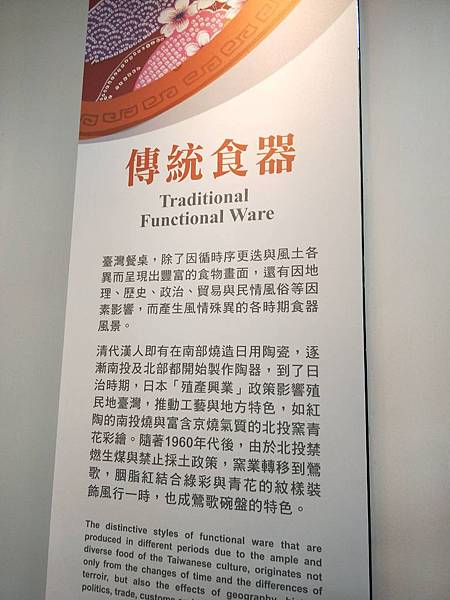 傳統食器
Traditional
Functional Ware
臺灣餐桌，除了因循時序更迭與風土各
異而呈現出豐富的食物畫面，還有因地
理、歷史、政治、貿易與民情風俗等因
素影響，而產生風情殊異的各時期食器
風景。
清代漢人即有在南部燒造日用陶瓷，逐
漸南投及北部都開始製作陶器，到了日
治時期，日本「殖產興業」政策影響殖
民地臺灣，推動工藝與地方特色，如紅
陶的南投燒與富含京燒氣質的北投窯青
花彩繪。隨著1960年代後，由於北投禁
燃生煤與禁止採土政策，窯業轉移到鶯
歌，胭脂紅結合綠彩與青花的紋樣裝
飾風行一時，也成鶯歌碗盤的特色。
The distinctive styles of functional ware that are
produced in different periods due to the ample and
diverse food of the Taiwanese culture, originates not
only from the changes of time and the differences of
terroir, but also the effects of geography,
politics, trade, customs